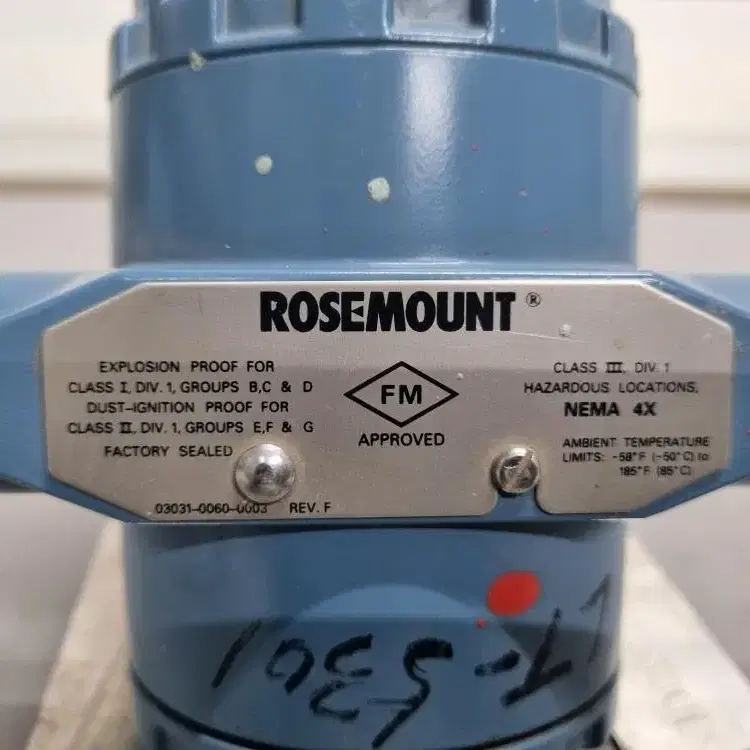 ROSEMOUNT®
EXPLOSION PROOF FOR
CLASS I, DIV. 1, GROUPS B,C & D
DUST-IGNITION PROOF FOR
CLASS II, DIV. 1, GROUPS E,F & G
FACTORY SEALED
FM
APPROVED
CLASS III, DIV. 1
HAZARDOUS LOCATIONS,
NEMA 4X
AMBIENT TEMPERATURE
LIMITS: -58°F (-50°C) to
185°F (85°C)
03031-0060-0003 REV. F